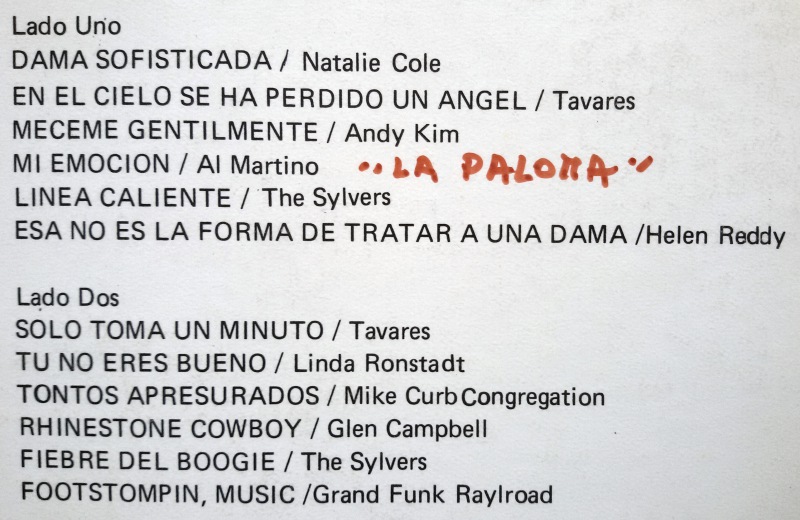 Lado Uno
DAMA SOFISTICADA / Natalie Cole
EN EL CIELO SE HA PERDIDO UN ANGEL / Tavares
MECEME GENTILMENTE / Andy Kim
MI EMOCION / Al Martino ''LA PALOMA''
LINEA CALIENTE / The Sylvers
ESA NO ES LA FORMA DE TRATAR A UNA DAMA /Helen Reddy
Lado Dos
SOLO TOMA UN MINUTO / Tavares
TU NO ERES BUENO / Linda Ronstadt
TONTOS APRESURADOS / Mike Curb Congregation
RHINESTONE COWBOY / Glen Campbell
FIEBRE DEL BOOGIE / The Sylvers
FOOTSTOMPIN, MUSIC /Grand Funk Raylroad